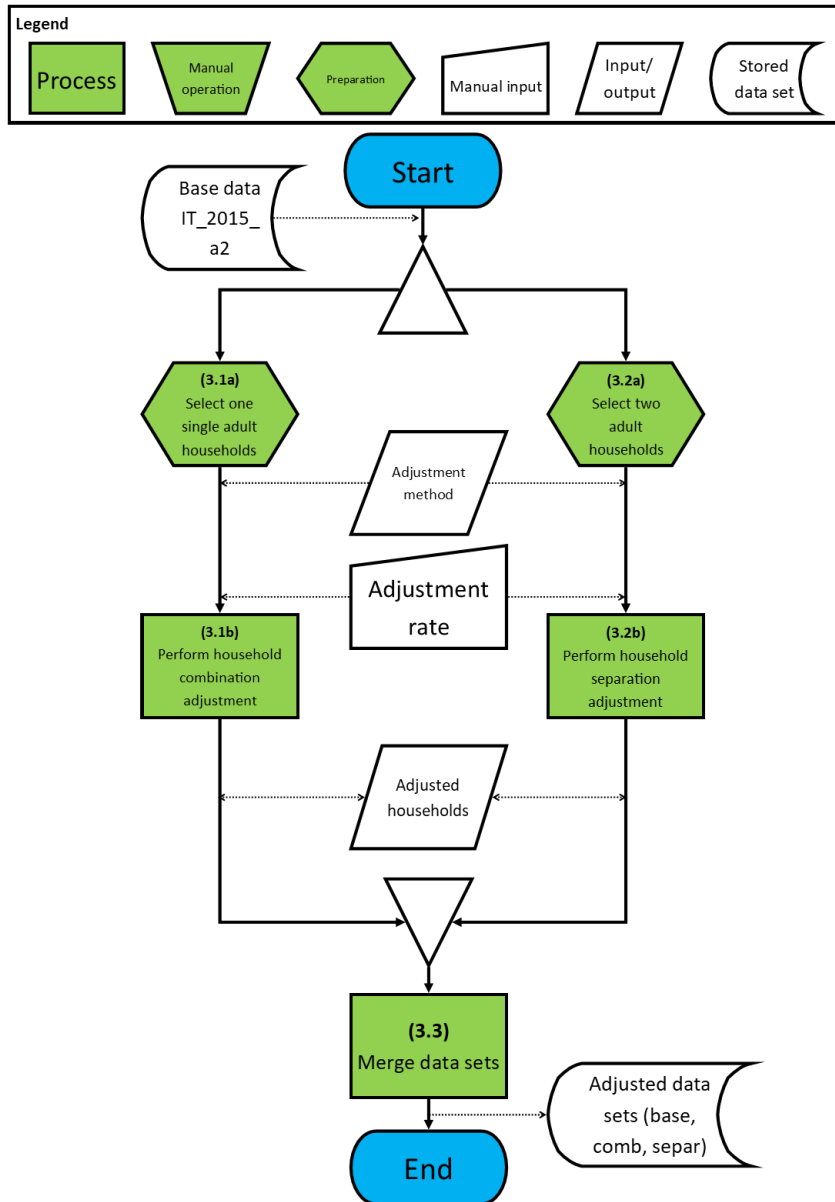 Legend
Process
Manual
operation
Preparation
Manual input
Input/
output
Stored
data set
Start
Base data
IT_2015_
a2
(3.1a)
Select one
single adult
households
(3.2a)
Select two
adult
households
Adjustment
method
Adjustment
rate
(3.1b)
Perform household
combination
adjustment
(3.2b)
Perform household
separation
adjustment
Adjusted
households
(3.3)
Merge data sets
Adjusted data
sets (base,
comb, separ)
End